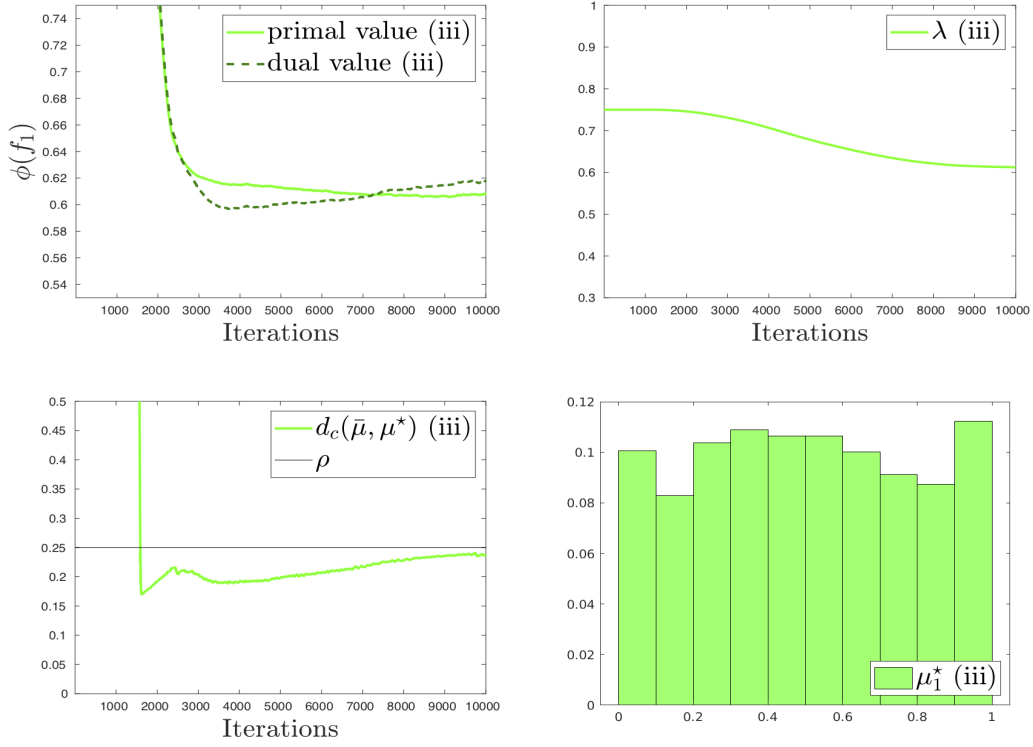 0.74
0.72
0.7
0.68
0.66
0.64
0.62
0.6
0.58
0.56
0.54
ϕ(f₁)
primal value (iii)
dual value (iii)
1000 2000 3000 4000 5000 6000 7000 8000 9000 10000
Iterations
1
0.9
0.8
0.7
0.6
0.5
0.4
0.3
λ (iii)
1000 2000 3000 4000 5000 6000 7000 8000 9000 10000
Iterations
0.5
0.45
0.4
0.35
0.3
0.25
0.2
0.15
0.1
0.05
0
d_c(μ̄, μ⋆) (iii)
ρ
1000 2000 3000 4000 5000 6000 7000 8000 9000 10000
Iterations
0.12
0.1
0.08
0.06
0.04
0.02
0
μ₁⋆ (iii)
0 0.2 0.4 0.6 0.8 1